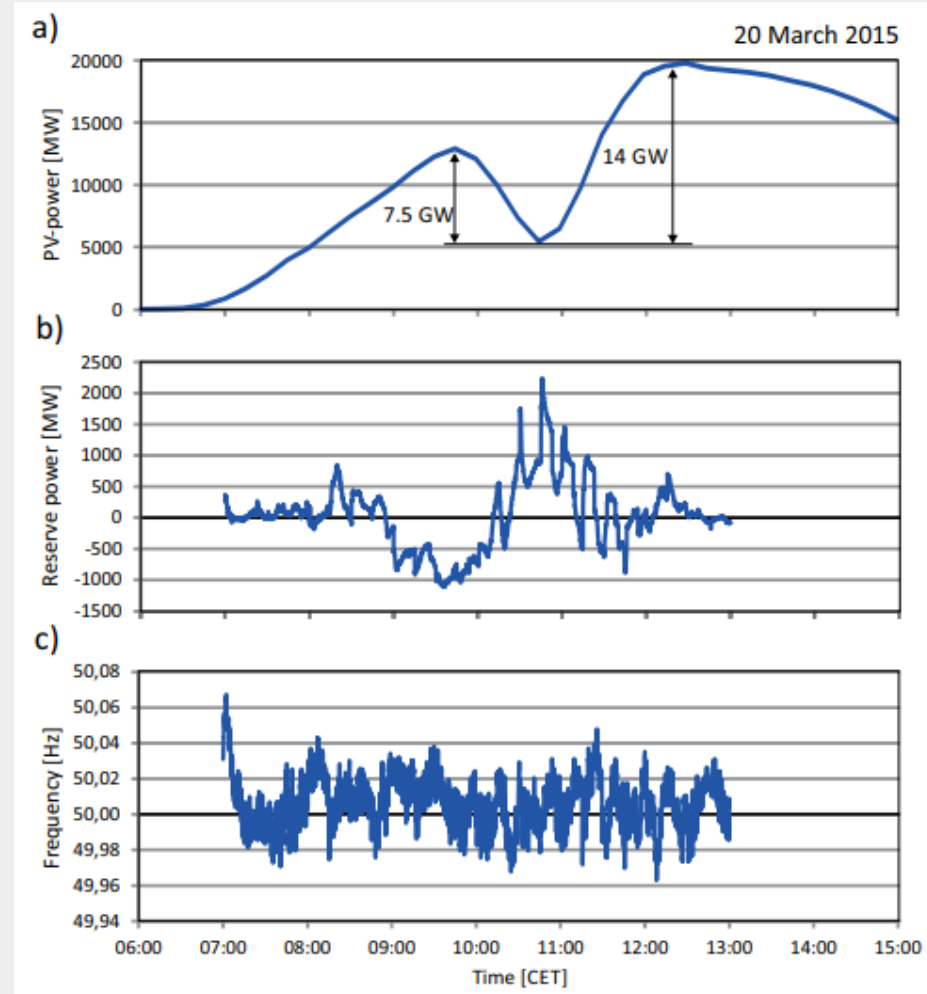 a)
20 March 2015
20000
15000
10000
5000
0
PV-power [MW]
7.5 GW
14 GW
06:00 07:00 08:00 09:00 10:00 11:00 12:00 13:00 15:00
b)
2500
2000
1500
1000
500
0
-500
-1000
-1500
Reserve power [MW]
c)
50,08
50,06
50,04
50,02
50,00
49,98
49,96
49,94
Frequency [Hz]
Time [CET]